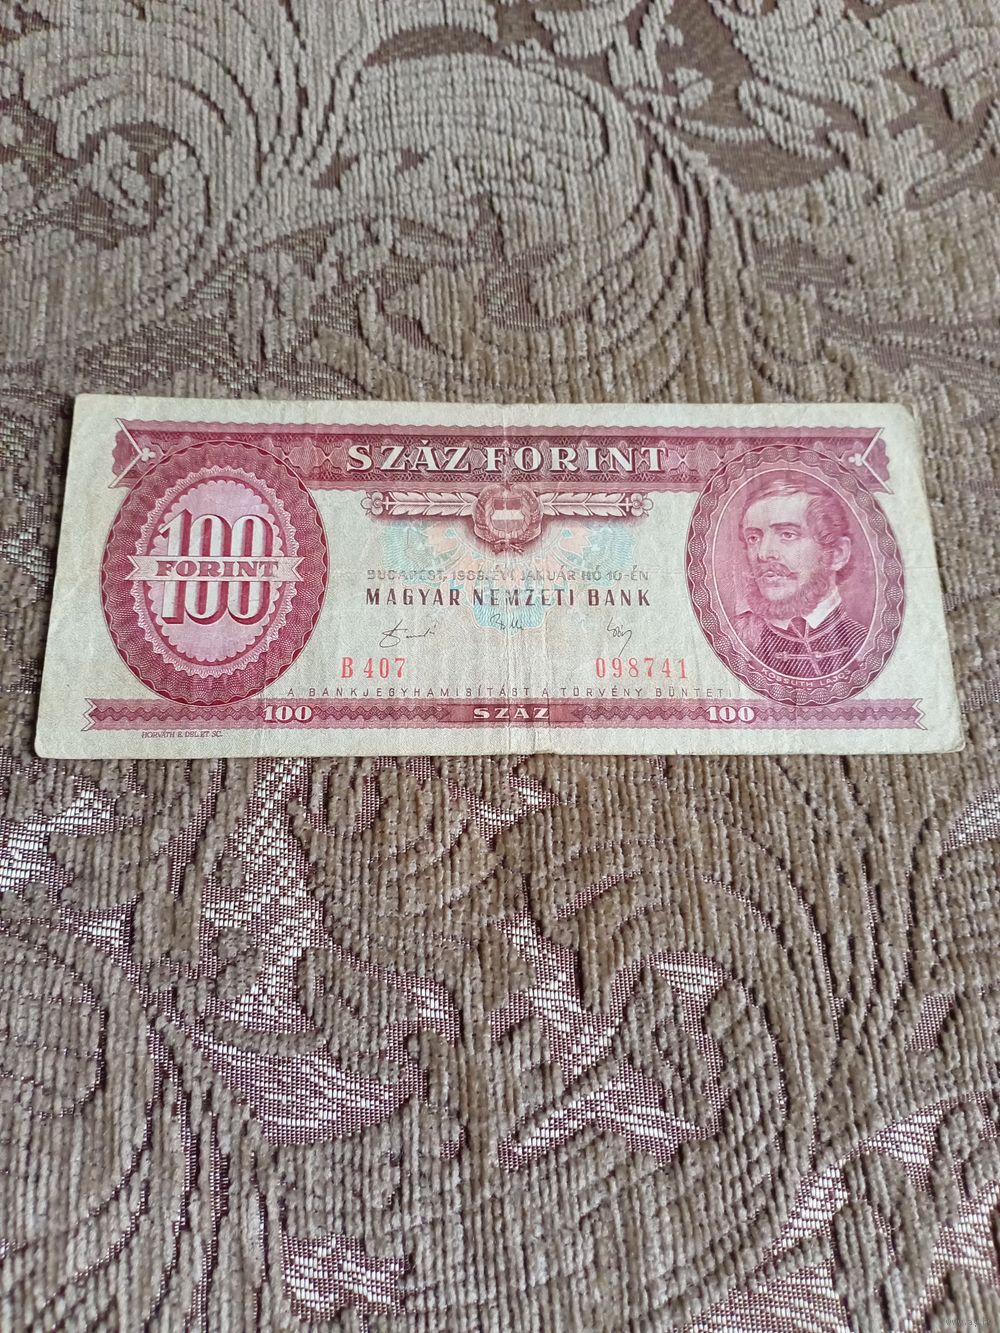 SZÁZ FORINT
100
FORINT
100
BUDAPEST, 1989. ÉVI JANUÁR HÓ 10-ÉN
MAGYAR NEMZETI BANK
B 407 098741
KOSSUTH LAJOS
A BANKJEGYHAMISÍTÁST A TÖRVÉNY BÜNTETI
100 SZÁZ 100
HORVÁTH E. DEL. ET SC.